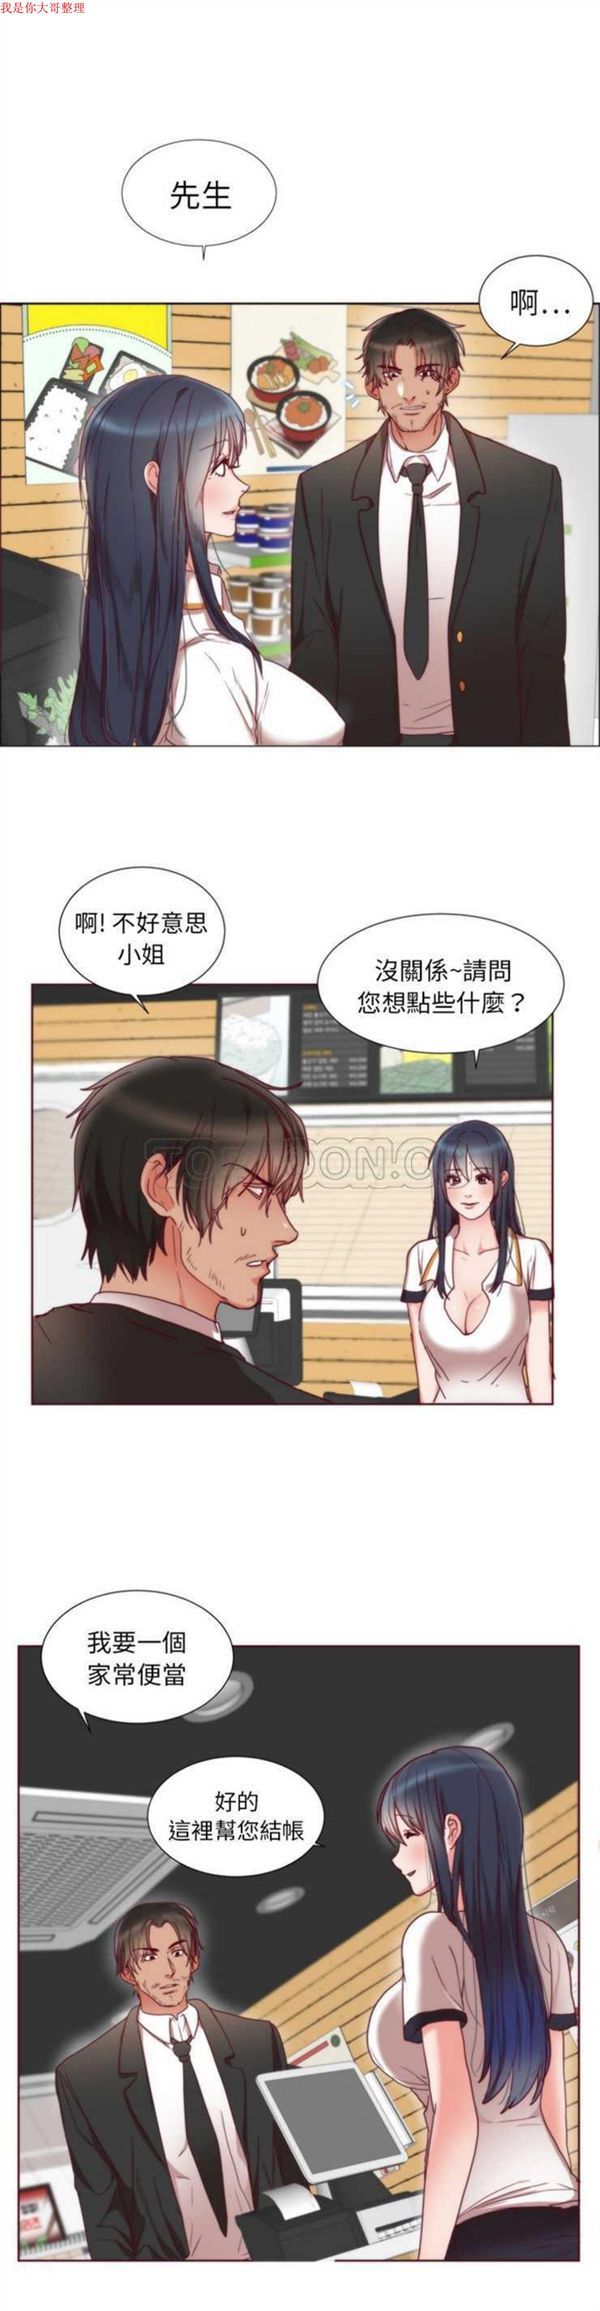 我是你大哥整理
先生
啊...
啊! 不好意思
小姐
沒關係~請問
您想點些什麼？
我要一個
家常便當
好的
這裡幫您結帳